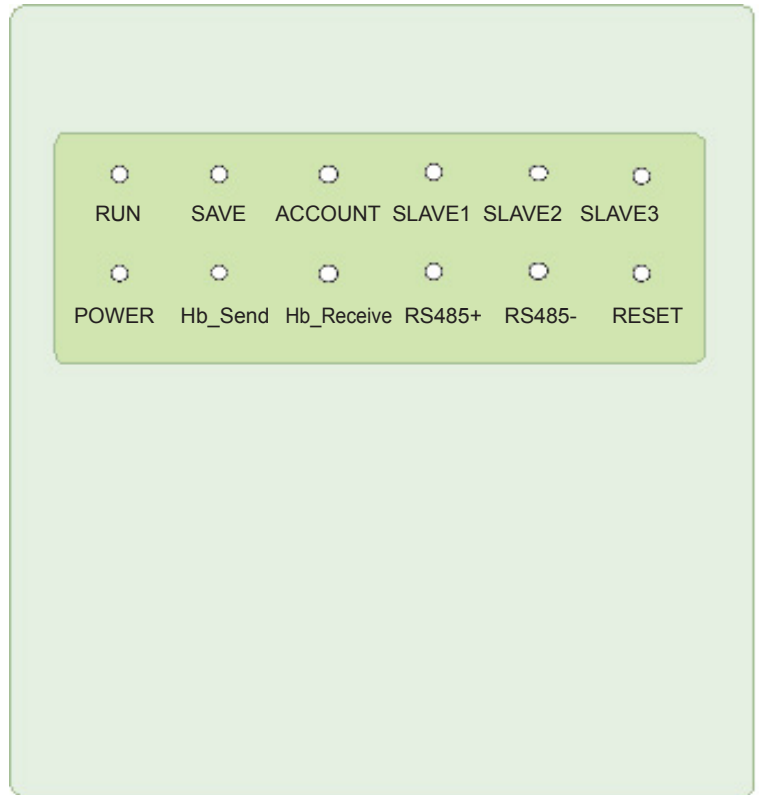 RUN SAVE ACCOUNT SLAVE1 SLAVE2 SLAVE3
POWER Hb_Send Hb_Receive RS485+ RS485- RESET